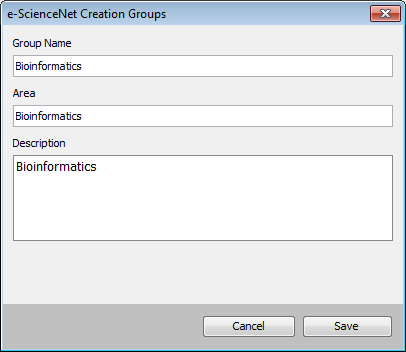 e-ScienceNet Creation Groups
Group Name
Bioinformatics
Area
Bioinformatics
Description
Bioinformatics
Cancel Save